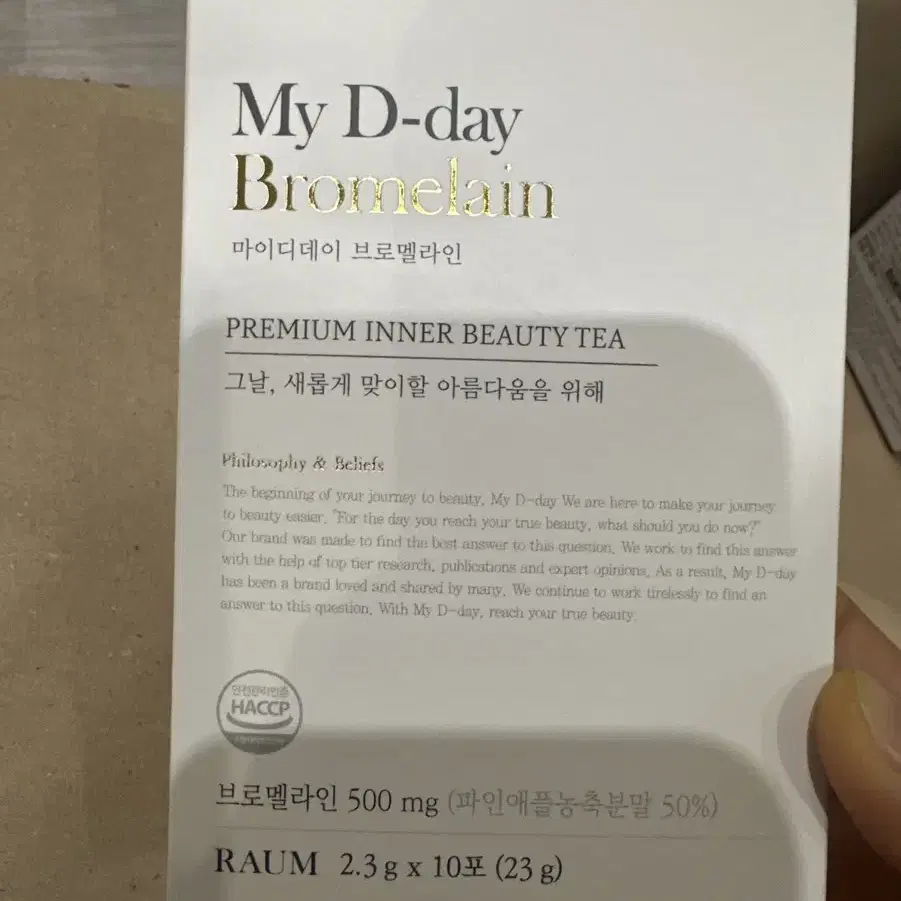 My D-day
Bromelain
마이디데이 브로멜라인
PREMIUM INNER BEAUTY TEA
그날, 새롭게 맞이할 아름다움을 위해
Philosophy & Beliefs
The beginning of your journey to beauty, My D-day We are here to make your journey
to beauty easier. "For the day you reach your true beauty, what should you do now?"
Our brand was made to find the best answer to this question. We work to find this answer
with the help of top tier research, publications and expert opinions. As a result, My D-day
has been a brand loved and shared by many. We continue to work tirelessly to find an
answer to this question. With My D-day, reach your true beauty.
안전관리인증
HACCP
브로멜라인 500 mg (파인애플농축분말 50%)
RAUM 2.3 g x 10포 (23 g)